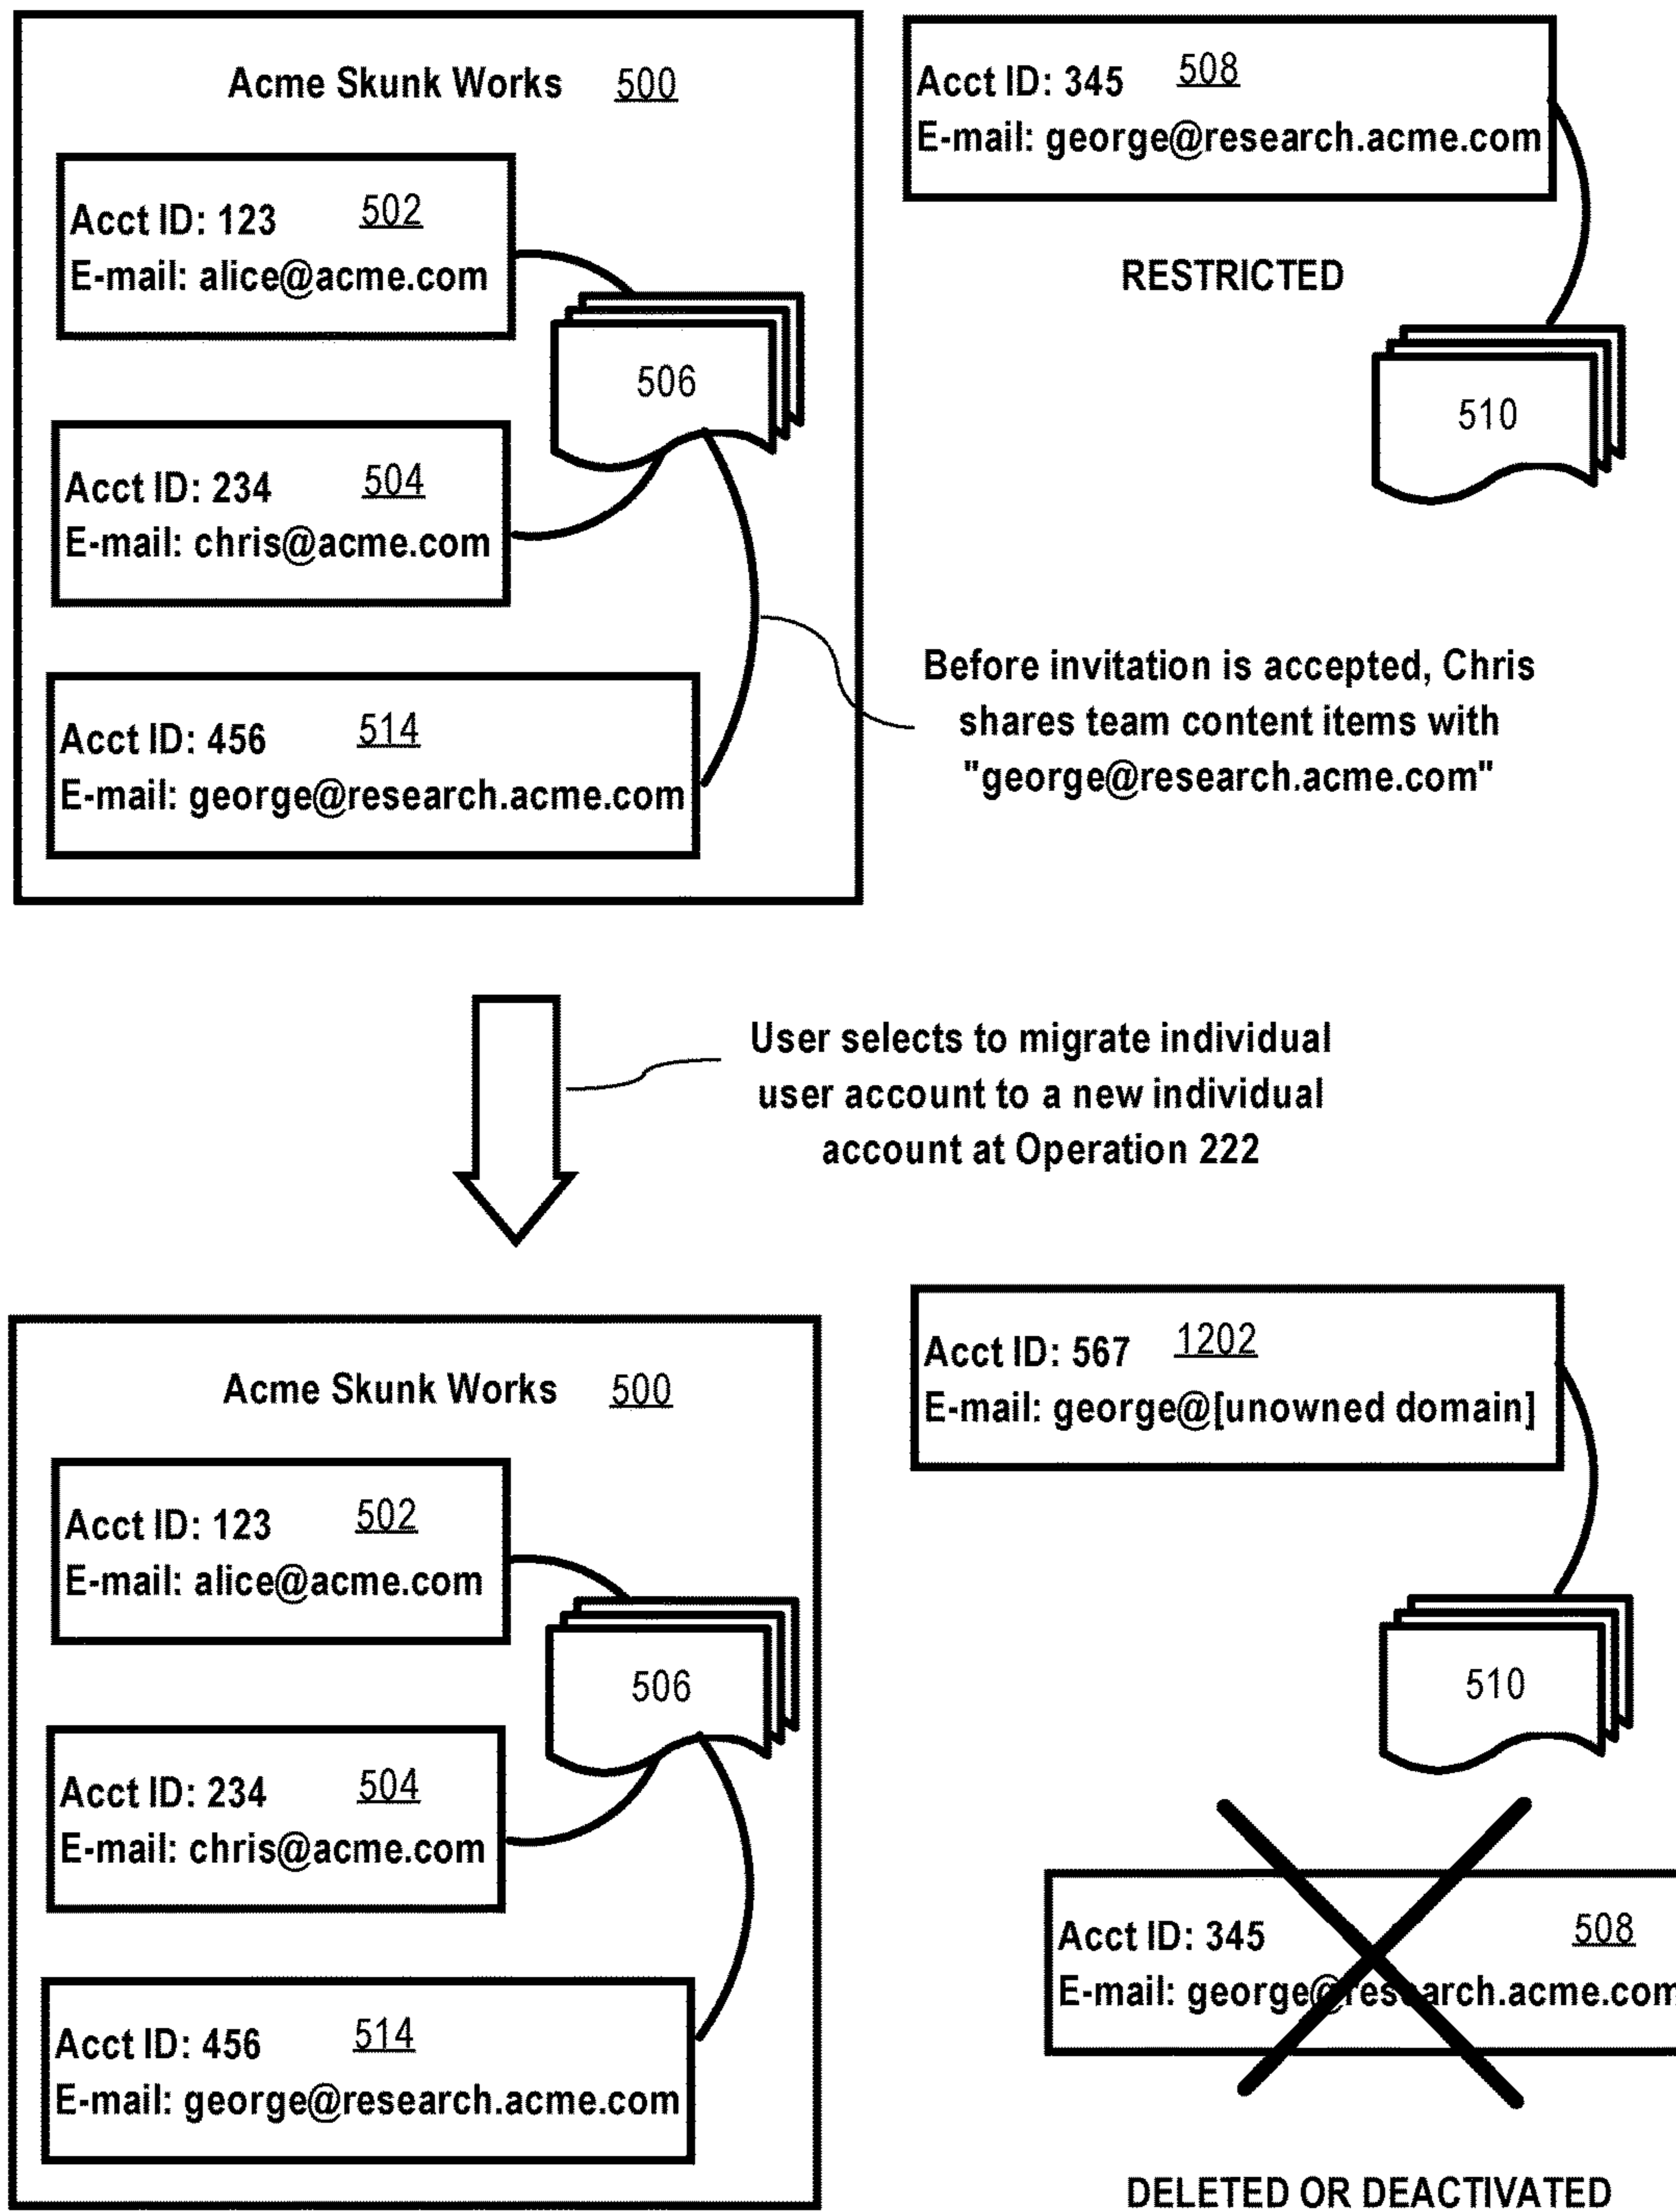 Acme Skunk Works 500
Acct ID: 123 502
E-mail: alice@acme.com
506
Acct ID: 234 504
E-mail: chris@acme.com
Acct ID: 456 514
E-mail: george@research.acme.com
Acct ID: 345 508
E-mail: george@research.acme.com
RESTRICTED
510
Before invitation is accepted, Chris
shares team content items with
"george@research.acme.com"
User selects to migrate individual
user account to a new individual
account at Operation 222
Acme Skunk Works 500
Acct ID: 123 502
E-mail: alice@acme.com
506
Acct ID: 234 504
E-mail: chris@acme.com
Acct ID: 456 514
E-mail: george@research.acme.com
Acct ID: 567 1202
E-mail: george@[unowned domain]
510
Acct ID: 345 508
E-mail: george@research.acme.com
DELETED OR DEACTIVATED